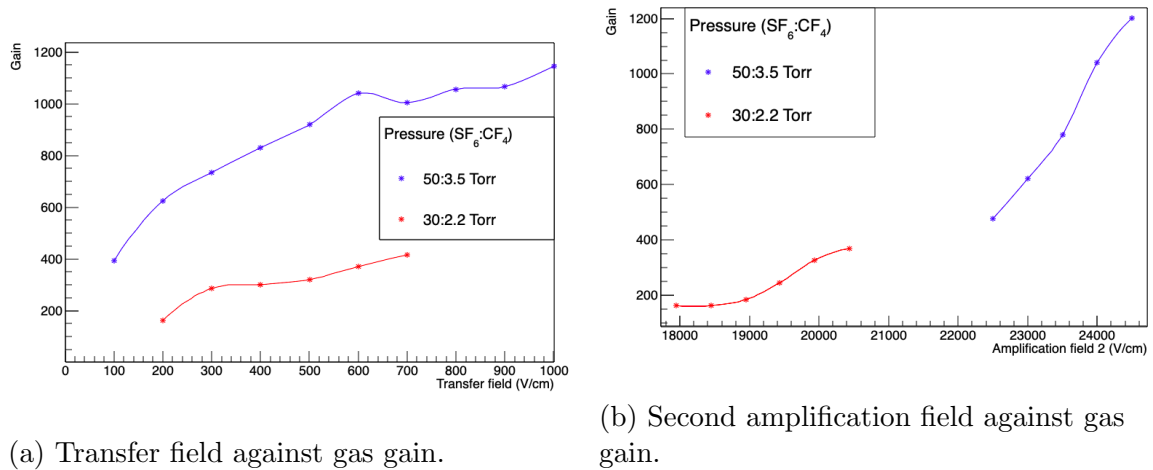 Gain
1200
1000
800
600
400
200
0 100 200 300 400 500 600 700 800 900 1000
Transfer field (V/cm)
Pressure (SF6:CF4)
50:3.5 Torr
30:2.2 Torr
(a) Transfer field against gas gain.
Gain
1200
1000
800
600
400
200
18000 19000 20000 21000 22000 23000 24000
Amplification field 2 (V/cm)
Pressure (SF6:CF4)
50:3.5 Torr
30:2.2 Torr
(b) Second amplification field against gas
gain.